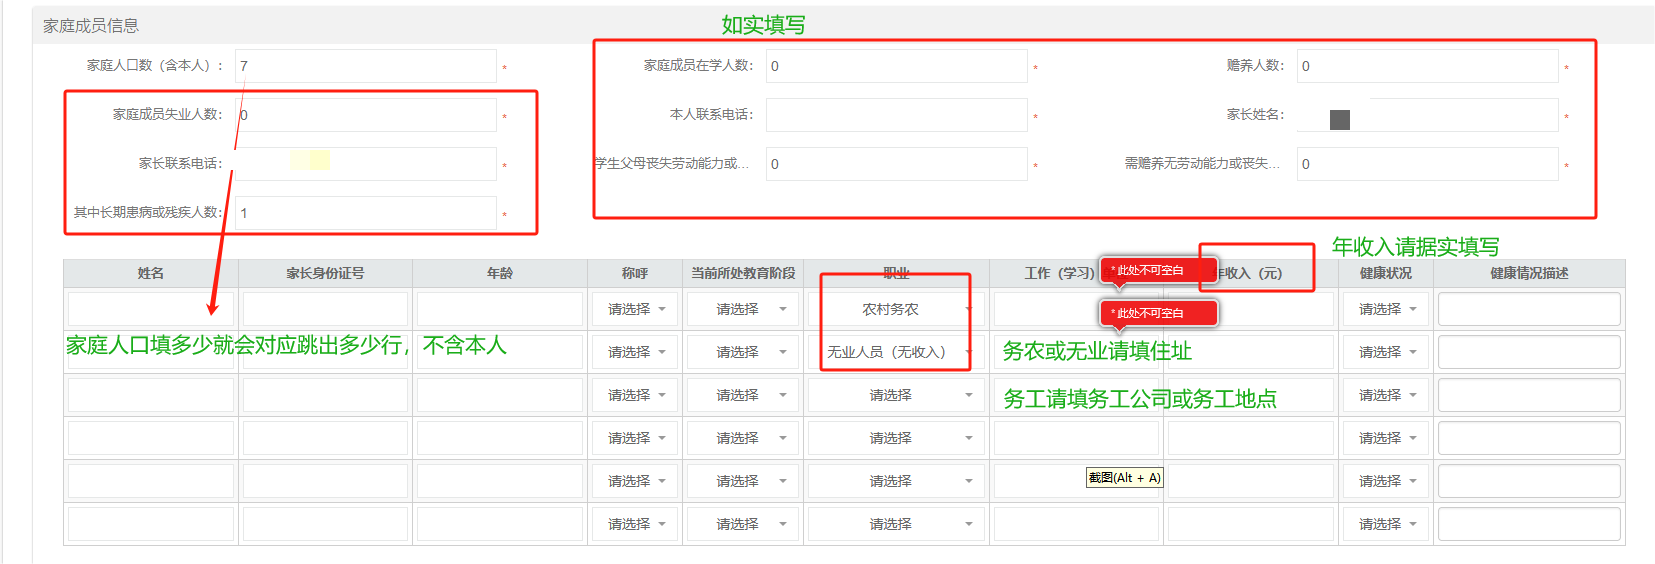 家庭成员信息
如实填写
家庭人口数（含本人）： 7 * 家庭成员在学人数： 0 * 赡养人数： 0 *
家庭成员失业人数： 0 * 本人联系电话： * 家长姓名： *
家长联系电话： * 学生父母丧失劳动能力或... 0 * 需赡养无劳动能力或丧失... 0 *
其中长期患病或残疾人数： 1 *
年收入请据实填写
姓名 家长身份证号 年龄 称呼 当前所处教育阶段 职业 工作（学习） * 此处不可空白 年收入（元） 健康状况 健康情况描述
请选择 请选择 农村务农 * 此处不可空白 请选择
家庭人口填多少就会对应跳出多少行，不含本人 请选择 请选择 无业人员（无收入） 务农或无业请填住址 请选择
请选择 请选择 请选择 务工请填务工公司或务工地点 请选择
请选择 请选择 请选择 请选择
请选择 请选择 请选择 截图(Alt + A) 请选择
请选择 请选择 请选择 请选择